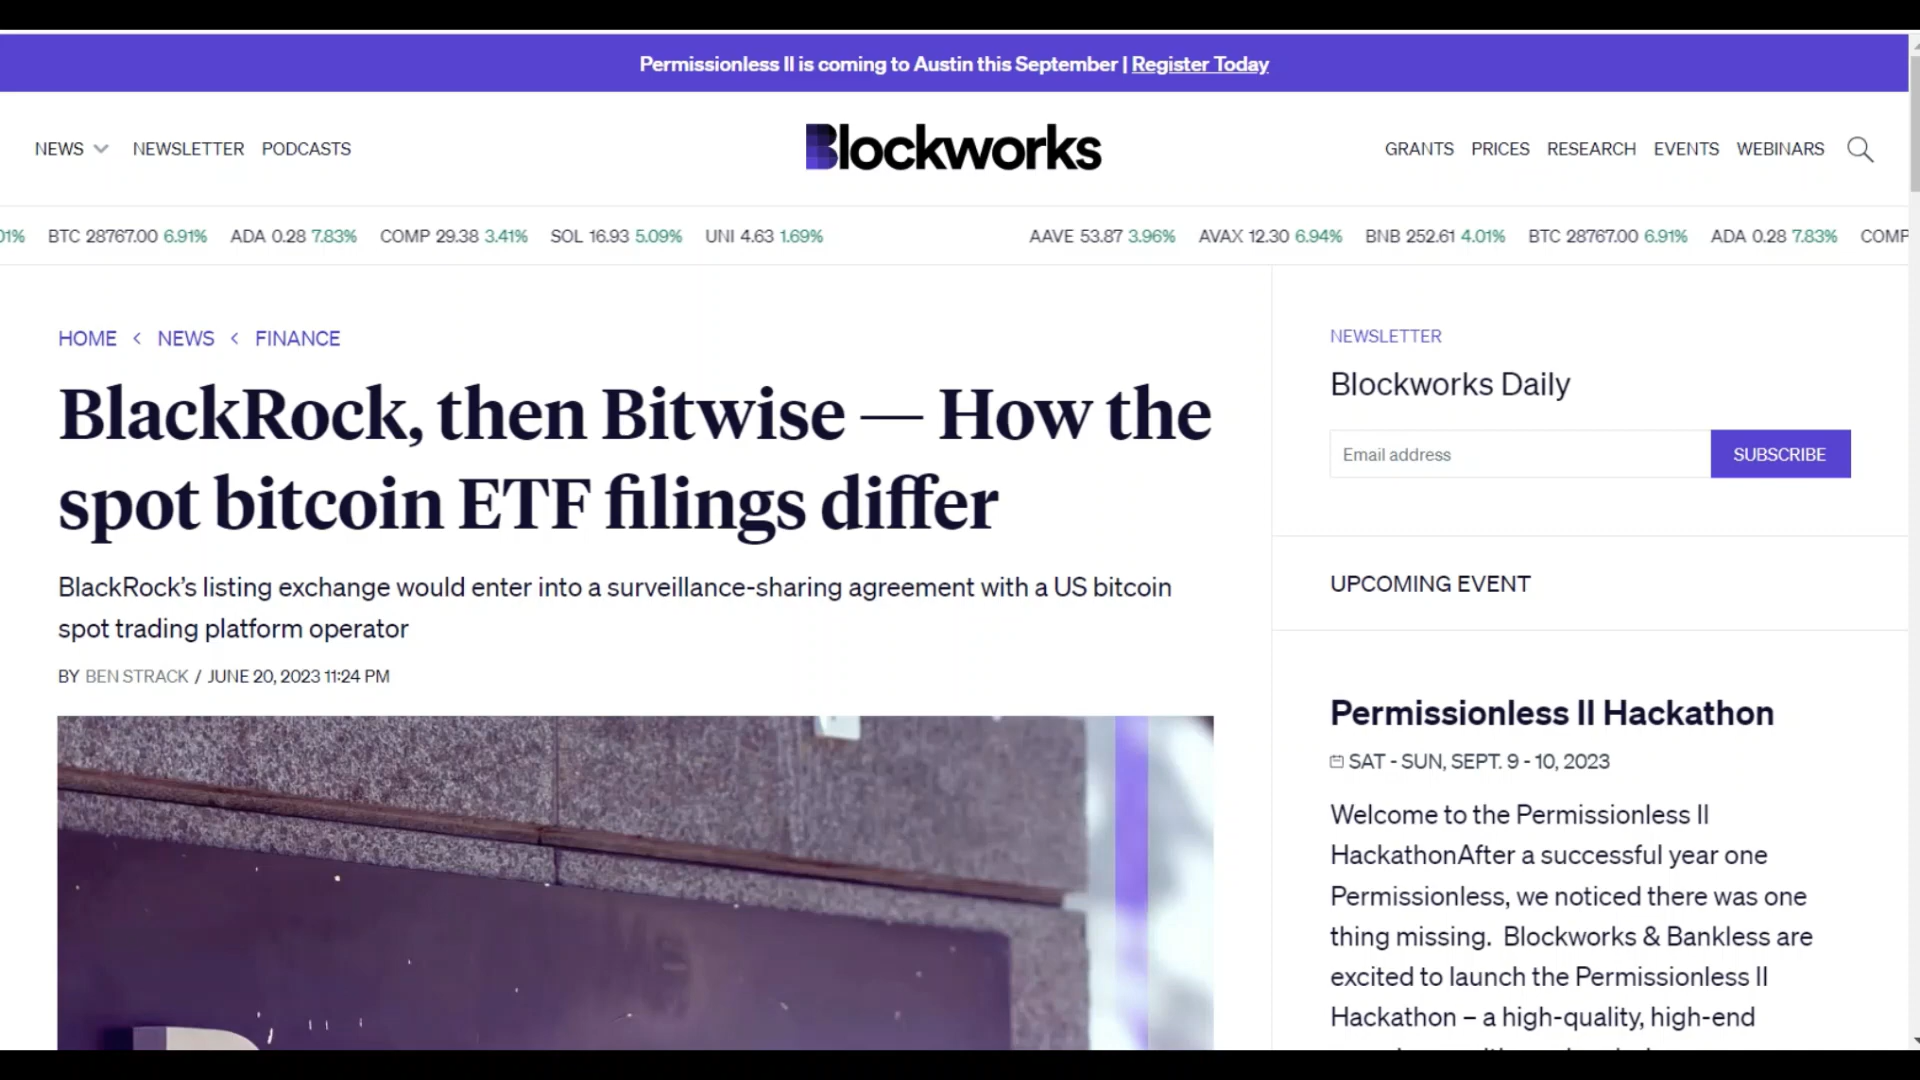 Permissionless II is coming to Austin this September | Register Today
NEWS NEWSLETTER PODCASTS
Blockworks
GRANTS PRICES RESEARCH EVENTS WEBINARS
01% BTC 28767.00 6.91% ADA 0.28 7.83% COMP 29.38 3.41% SOL 16.93 5.09% UNI 4.63 1.69% AAVE 53.87 3.96% AVAX 12.30 6.94% BNB 252.61 4.01% BTC 28767.00 6.91% ADA 0.28 7.83% COMP
HOME < NEWS < FINANCE
BlackRock, then Bitwise — How the
spot bitcoin ETF filings differ
BlackRock’s listing exchange would enter into a surveillance-sharing agreement with a US bitcoin
spot trading platform operator
BY BEN STRACK / JUNE 20, 2023 11:24 PM
NEWSLETTER
Blockworks Daily
Email address
SUBSCRIBE
UPCOMING EVENT
Permissionless II Hackathon
SAT - SUN, SEPT. 9 - 10, 2023
Welcome to the Permissionless II
HackathonAfter a successful year one
Permissionless, we noticed there was one
thing missing. Blockworks & Bankless are
excited to launch the Permissionless II
Hackathon – a high-quality, high-end